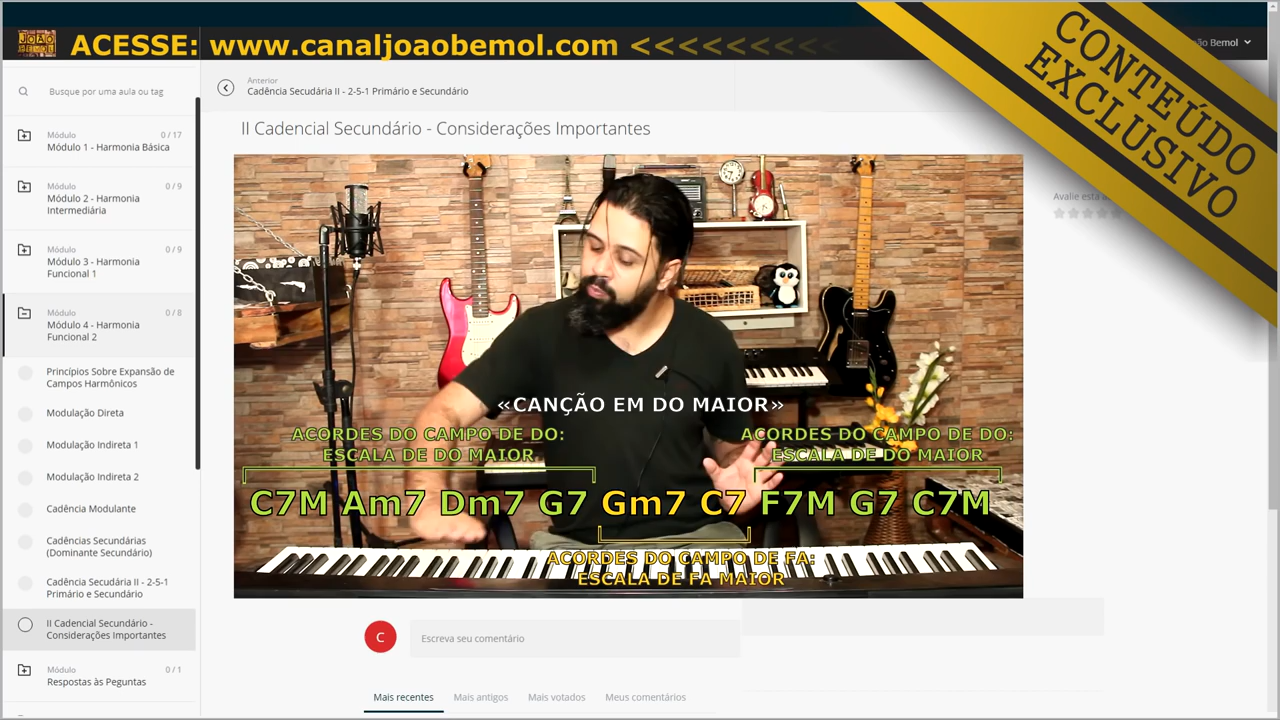 JOÃO
BEMOL
ACESSE: www.canaljoaobemol.com <<<<<<<<<
ão Bemol
CONTEÚDO
EXCLUSIVO
Busque por uma aula ou tag
Anterior
Cadência Secudária II - 2-5-1 Primário e Secundário
II Cadencial Secundário - Considerações Importantes
Módulo 0 / 17
Módulo 1 - Harmonia Básica
Módulo 0 / 9
Módulo 2 - Harmonia
Intermediária
Módulo 0 / 9
Módulo 3 - Harmonia
Funcional 1
Módulo 0 / 8
Módulo 4 - Harmonia
Funcional 2
Princípios Sobre Expansão de
Campos Harmônicos
Modulação Direta
Modulação Indireta 1
Modulação Indireta 2
Cadência Modulante
Cadências Secundárias
(Dominante Secundário)
Cadência Secudária II - 2-5-1
Primário e Secundário
II Cadencial Secundário -
Considerações Importantes
Módulo 0 / 1
Respostas às Peguntas
Avalie esta a
«CANÇÃO EM DO MAIOR»
ACORDES DO CAMPO DE DO:
ESCALA DE DO MAIOR
ACORDES DO CAMPO DE DO:
ESCALA DE DO MAIOR
C7M Am7 Dm7 G7 Gm7 C7 F7M G7 C7M
ACORDES DO CAMPO DE FA:
ESCALA DE FA MAIOR
C
Escreva seu comentário
Mais recentes Mais antigos Mais votados Meus comentários